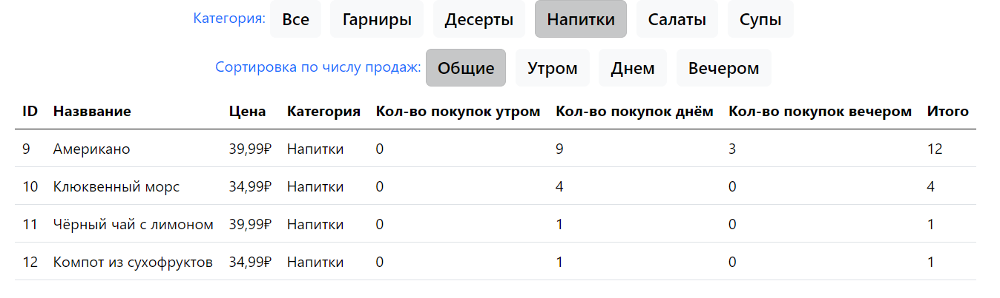 Категория: Все Гарниры Десерты Напитки Салаты Супы
Сортировка по числу продаж: Общие Утром Днем Вечером
ID Назввание Цена Категория Кол-во покупок утром Кол-во покупок днём Кол-во покупок вечером Итого
9 Американо 39,99₽ Напитки 0 9 3 12
10 Клюквенный морс 34,99₽ Напитки 0 4 0 4
11 Чёрный чай с лимоном 39,99₽ Напитки 0 1 0 1
12 Компот из сухофруктов 34,99₽ Напитки 0 1 0 1